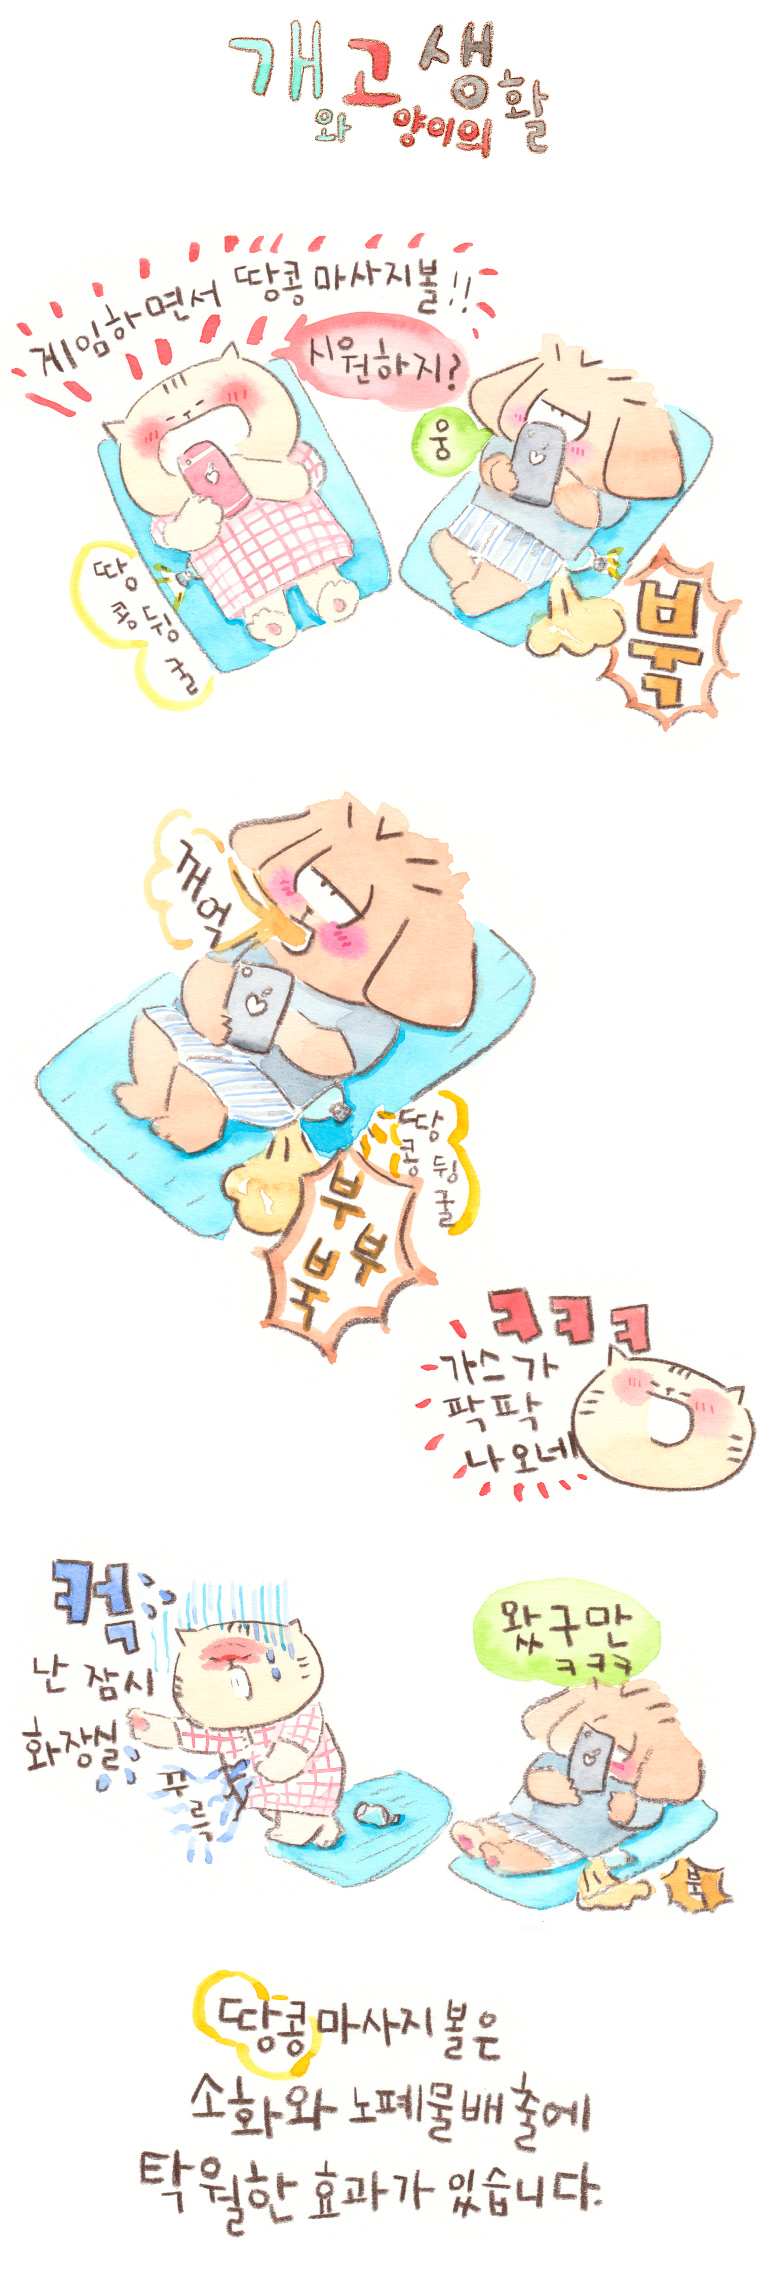 개와 고양이의 생활
게임하면서 땅콩 마사지볼!!
시원하지?
웅
땅
콩 뒹
굴
뿍
꺼억
땅
콩 뒹
굴
부
부
북
ㅋㅋㅋ
가스가
팍팍
나오네
컥
난 잠시
화장실
푸
르륵
왔구만
ㅋㅋㅋ
북
땅콩 마사지볼은
소화와 노폐물 배출에
탁월한 효과가 있습니다.